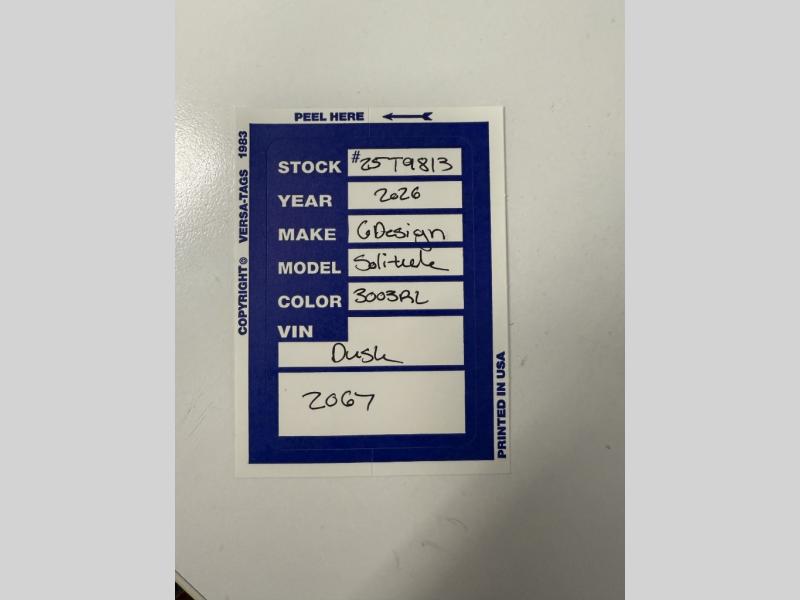 PEEL HERE
COPYRIGHT© VERSA-TAGS 1983
STOCK #25T9813
YEAR 2026
MAKE GDesign
MODEL Solitude
COLOR 3003RL
VIN
Dusk
2067
PRINTED IN USA